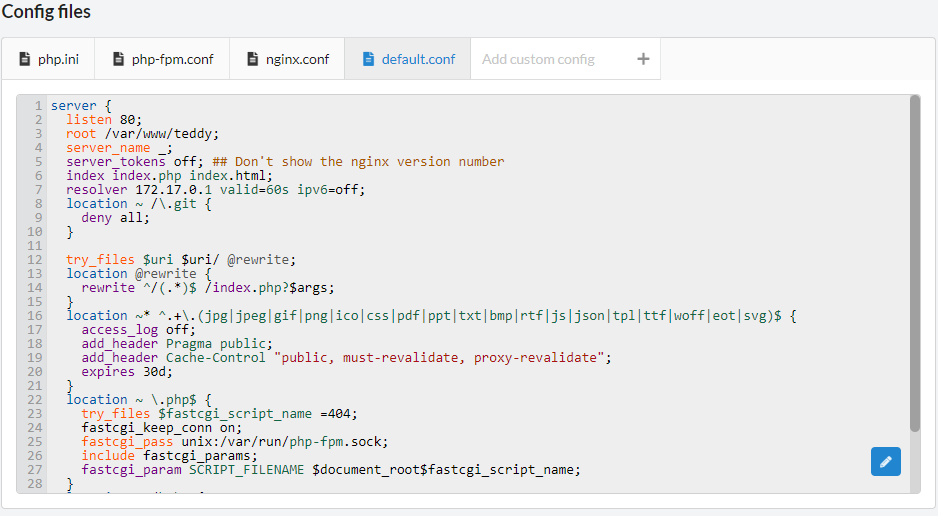 Config files
php.ini
php-fpm.conf
nginx.conf
default.conf
Add custom config
1 server {
2   listen 80;
3   root /var/www/teddy;
4   server_name _;
5   server_tokens off; ## Don't show the nginx version number
6   index index.php index.html;
7   resolver 172.17.0.1 valid=60s ipv6=off;
8   location ~ /\.git {
9     deny all;
10   }
11
12   try_files $uri $uri/ @rewrite;
13   location @rewrite {
14     rewrite ^/(.*)$ /index.php?$args;
15   }
16   location ~* ^.+\.(jpg|jpeg|gif|png|ico|css|pdf|ppt|txt|bmp|rtf|js|json|tpl|ttf|woff|eot|svg)$ {
17     access_log off;
18     add_header Pragma public;
19     add_header Cache-Control "public, must-revalidate, proxy-revalidate";
20     expires 30d;
21   }
22   location ~ \.php$ {
23     try_files $fastcgi_script_name =404;
24     fastcgi_keep_conn on;
25     fastcgi_pass unix:/var/run/php-fpm.sock;
26     include fastcgi_params;
27     fastcgi_param SCRIPT_FILENAME $document_root$fastcgi_script_name;
28   }